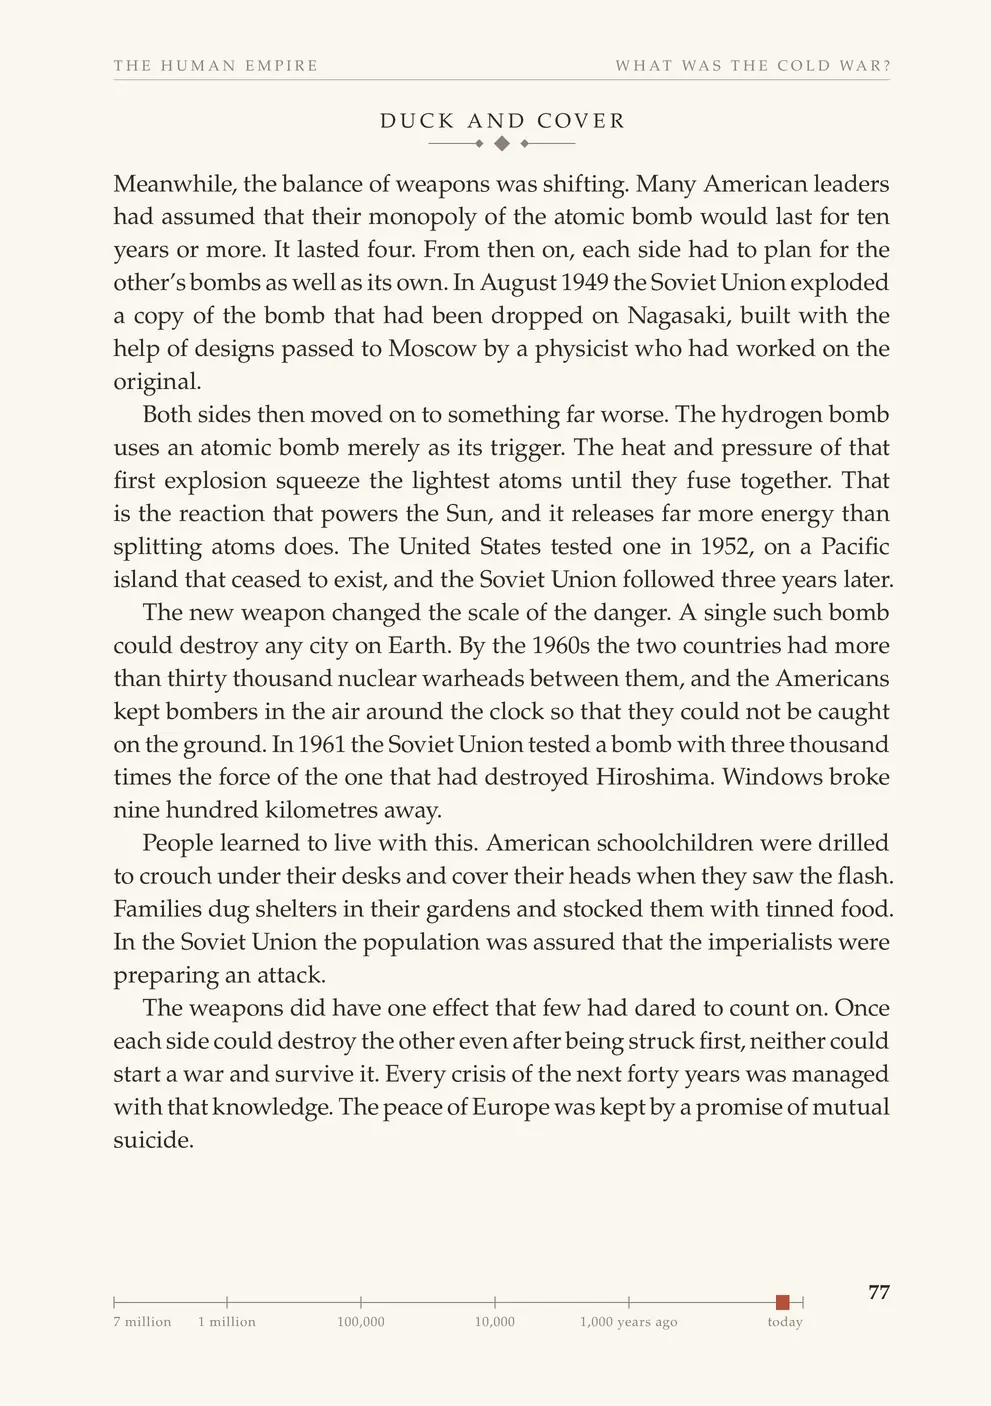 THE HUMAN EMPIRE
WHAT WAS THE COLD WAR?
DUCK AND COVER
Meanwhile, the balance of weapons was shifting. Many American leaders
had assumed that their monopoly of the atomic bomb would last for ten
years or more. It lasted four. From then on, each side had to plan for the
other’s bombs as well as its own. In August 1949 the Soviet Union exploded
a copy of the bomb that had been dropped on Nagasaki, built with the
help of designs passed to Moscow by a physicist who had worked on the
original.
Both sides then moved on to something far worse. The hydrogen bomb
uses an atomic bomb merely as its trigger. The heat and pressure of that
first explosion squeeze the lightest atoms until they fuse together. That
is the reaction that powers the Sun, and it releases far more energy than
splitting atoms does. The United States tested one in 1952, on a Pacific
island that ceased to exist, and the Soviet Union followed three years later.
The new weapon changed the scale of the danger. A single such bomb
could destroy any city on Earth. By the 1960s the two countries had more
than thirty thousand nuclear warheads between them, and the Americans
kept bombers in the air around the clock so that they could not be caught
on the ground. In 1961 the Soviet Union tested a bomb with three thousand
times the force of the one that had destroyed Hiroshima. Windows broke
nine hundred kilometres away.
People learned to live with this. American schoolchildren were drilled
to crouch under their desks and cover their heads when they saw the flash.
Families dug shelters in their gardens and stocked them with tinned food.
In the Soviet Union the population was assured that the imperialists were
preparing an attack.
The weapons did have one effect that few had dared to count on. Once
each side could destroy the other even after being struck first, neither could
start a war and survive it. Every crisis of the next forty years was managed
with that knowledge. The peace of Europe was kept by a promise of mutual
suicide.
77
7 million
1 million
100,000
10,000
1,000 years ago
today